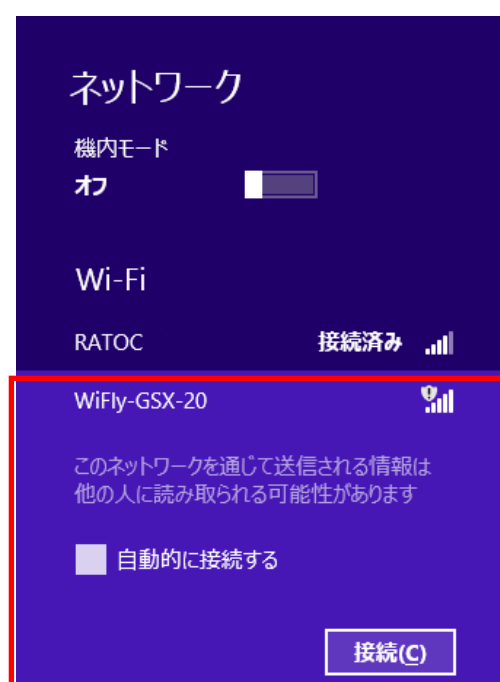 ネットワーク
機内モード
オフ
Wi-Fi
RATOC 接続済み
WiFly-GSX-20
このネットワークを通じて送信される情報は
他の人に読み取られる可能性があります
自動的に接続する
接続(C)